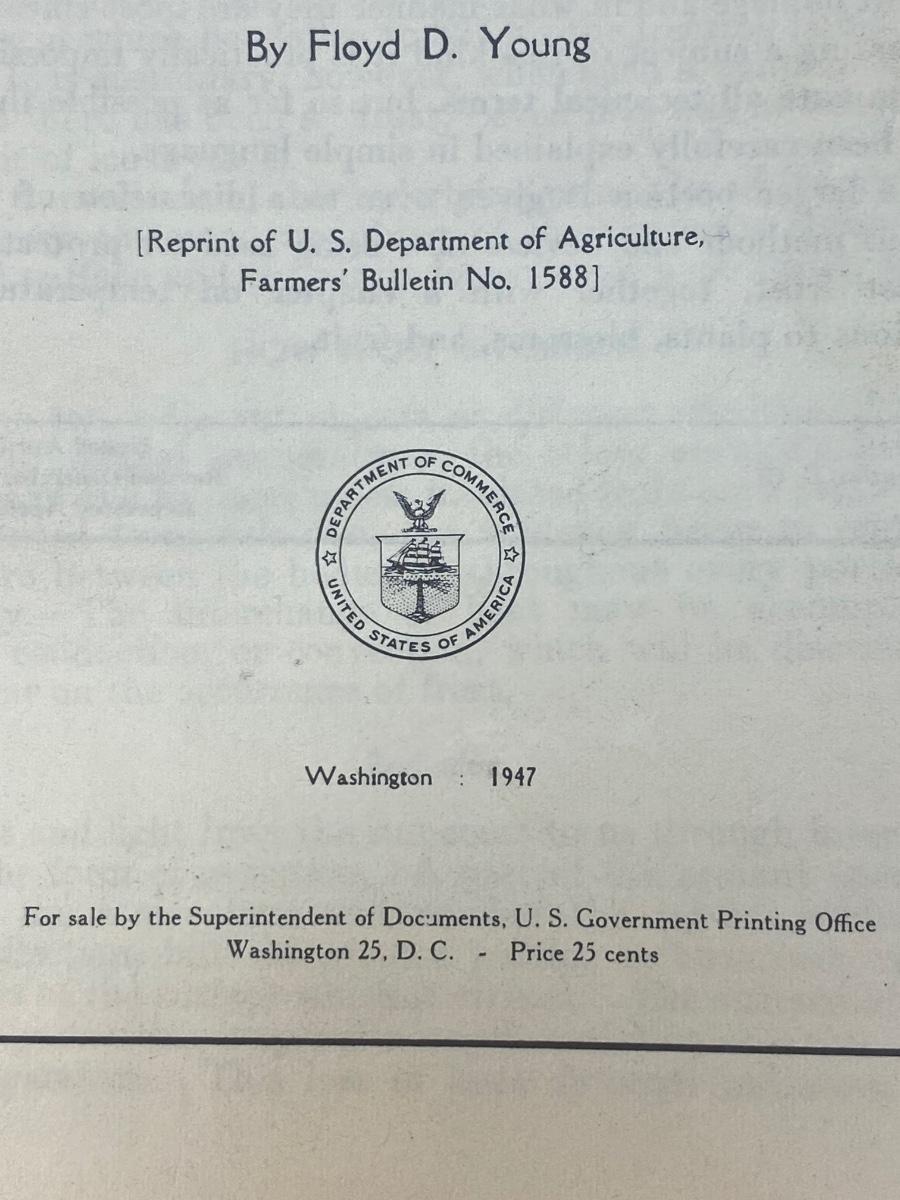 By Floyd D. Young
[Reprint of U. S. Department of Agriculture,
Farmers' Bulletin No. 1588]
DEPARTMENT OF COMMERCE
UNITED STATES OF AMERICA
Washington : 1947
For sale by the Superintendent of Documents, U. S. Government Printing Office
Washington 25, D. C. - Price 25 cents